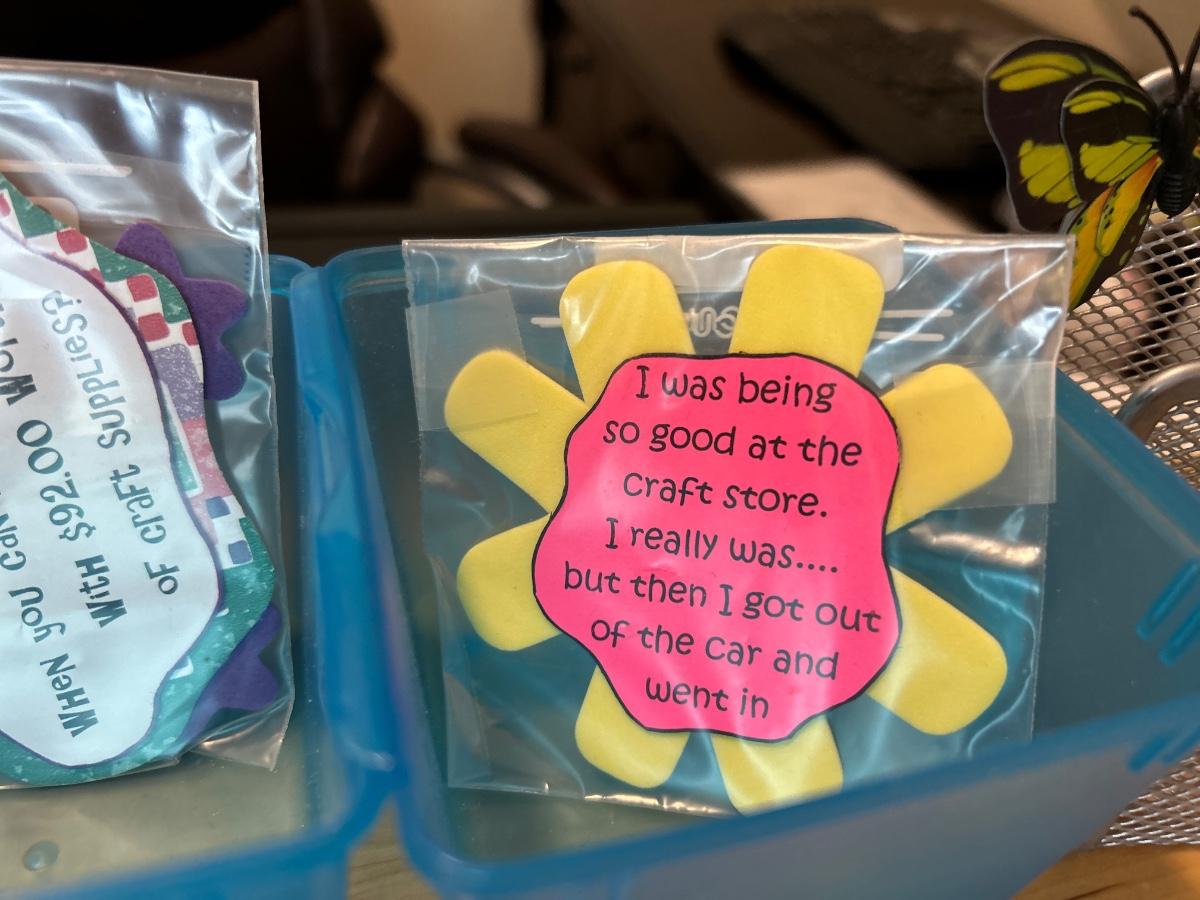 WHEN you can
With $92.00 WO
OF craft SUPPLIES?
I was being
so good at the
craft store.
I really was....
but then I got out
of the car and
went in